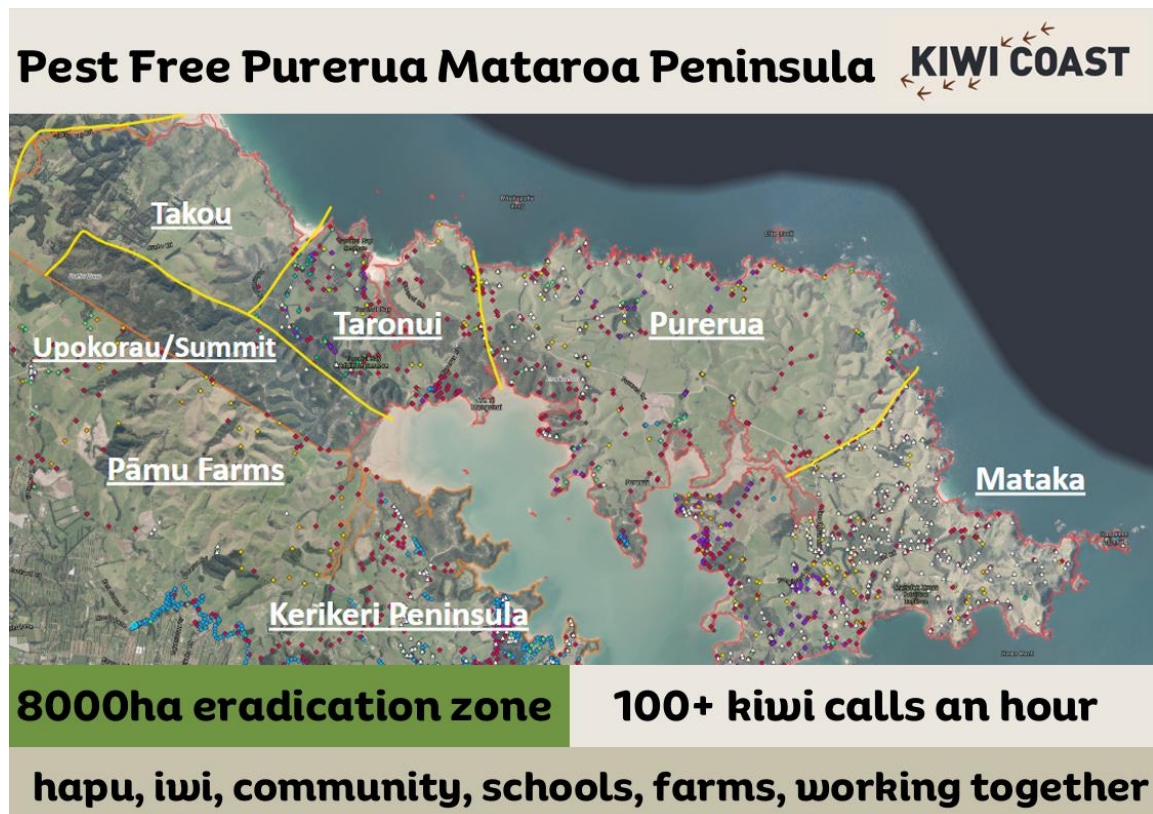 Pest Free Purerua Mataroa Peninsula
KIWI COAST
Takou
Taronui
Purerua
Upokorau/Summit
Pāmu Farms
Mataka
Kerikeri Peninsula
8000ha eradication zone
100+ kiwi calls an hour
hapu, iwi, community, schools, farms, working together